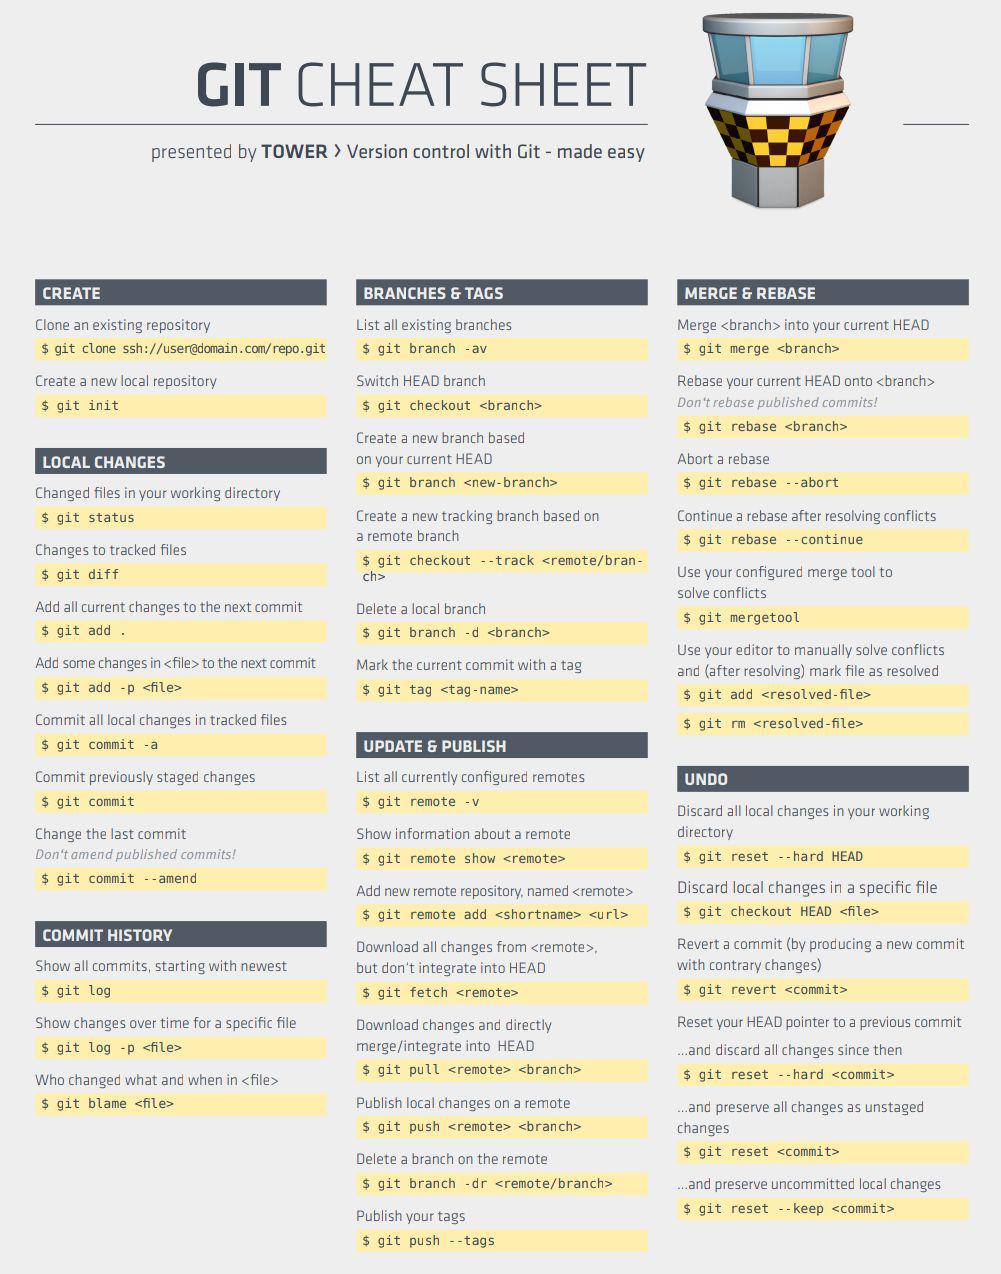 GIT CHEAT SHEET
presented by TOWER › Version control with Git - made easy
CREATE
Clone an existing repository
$ git clone ssh://user@domain.com/repo.git
Create a new local repository
$ git init
LOCAL CHANGES
Changed files in your working directory
$ git status
Changes to tracked files
$ git diff
Add all current changes to the next commit
$ git add .
Add some changes in <file> to the next commit
$ git add -p <file>
Commit all local changes in tracked files
$ git commit -a
Commit previously staged changes
$ git commit
Change the last commit
Don't amend published commits!
$ git commit --amend
COMMIT HISTORY
Show all commits, starting with newest
$ git log
Show changes over time for a specific file
$ git log -p <file>
Who changed what and when in <file>
$ git blame <file>
BRANCHES & TAGS
List all existing branches
$ git branch -av
Switch HEAD branch
$ git checkout <branch>
Create a new branch based
on your current HEAD
$ git branch <new-branch>
Create a new tracking branch based on
a remote branch
$ git checkout --track <remote/bran-
ch>
Delete a local branch
$ git branch -d <branch>
Mark the current commit with a tag
$ git tag <tag-name>
UPDATE & PUBLISH
List all currently configured remotes
$ git remote -v
Show information about a remote
$ git remote show <remote>
Add new remote repository, named <remote>
$ git remote add <shortname> <url>
Download all changes from <remote>,
but don't integrate into HEAD
$ git fetch <remote>
Download changes and directly
merge/integrate into HEAD
$ git pull <remote> <branch>
Publish local changes on a remote
$ git push <remote> <branch>
Delete a branch on the remote
$ git branch -dr <remote/branch>
Publish your tags
$ git push --tags
MERGE & REBASE
Merge <branch> into your current HEAD
$ git merge <branch>
Rebase your current HEAD onto <branch>
Don't rebase published commits!
$ git rebase <branch>
Abort a rebase
$ git rebase --abort
Continue a rebase after resolving conflicts
$ git rebase --continue
Use your configured merge tool to
solve conflicts
$ git mergetool
Use your editor to manually solve conflicts
and (after resolving) mark file as resolved
$ git add <resolved-file>
$ git rm <resolved-file>
UNDO
Discard all local changes in your working
directory
$ git reset --hard HEAD
Discard local changes in a specific file
$ git checkout HEAD <file>
Revert a commit (by producing a new commit
with contrary changes)
$ git revert <commit>
Reset your HEAD pointer to a previous commit
...and discard all changes since then
$ git reset --hard <commit>
...and preserve all changes as unstaged
changes
$ git reset <commit>
...and preserve uncommitted local changes
$ git reset --keep <commit>